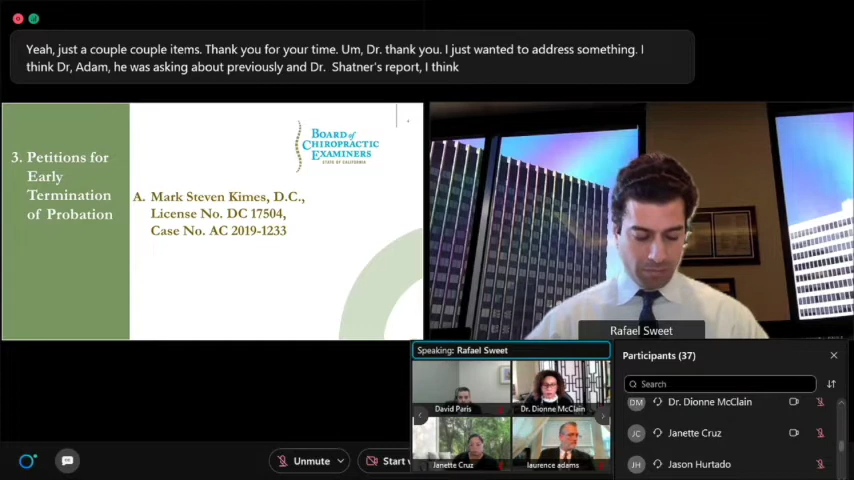 Yeah, just a couple couple items. Thank you for your time. Um, Dr. thank you. I just wanted to address something. I
think Dr, Adam, he was asking about previously and Dr.  Shatner's report, I think
3. Petitions for
Early
Termination
of Probation
BOARD of
CHIROPRACTIC
EXAMINERS
STATE OF CALIFORNIA
A. Mark Steven Kimes, D.C.,
License No. DC 17504,
Case No. AC 2019-1233
Rafael Sweet
Speaking: Rafael Sweet
David Paris
Dr. Dionne McClain
Janette Cruz
laurence adams
Participants (37)
Search
DM Dr. Dionne McClain
JC Janette Cruz
JH Jason Hurtado
Unmute
Start